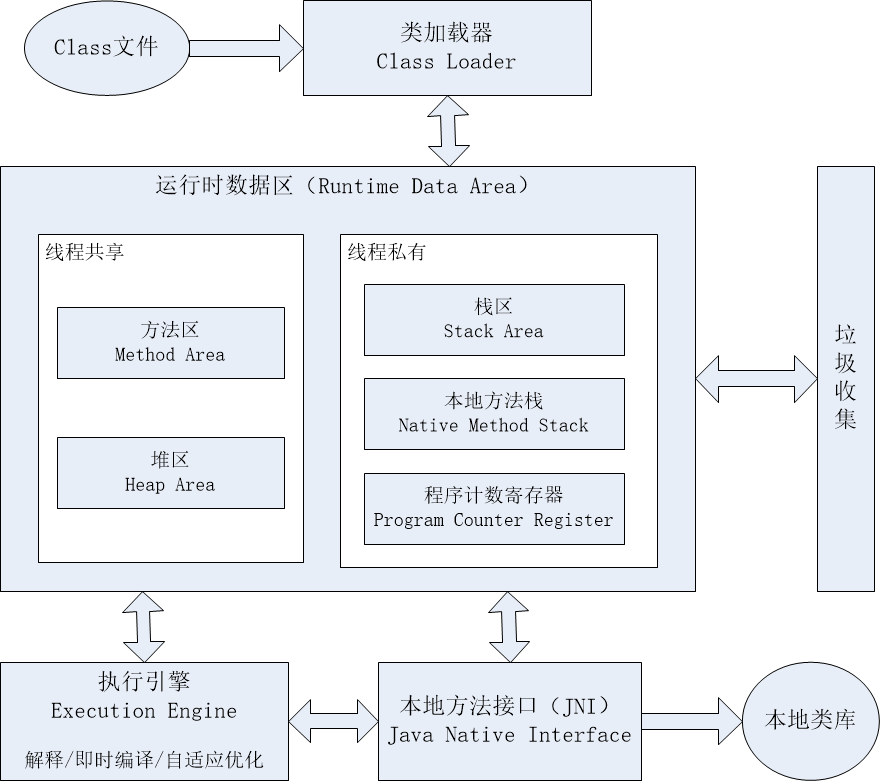 Class文件
类加载器
Class Loader
运行时数据区（Runtime Data Area）
线程共享
方法区
Method Area
堆区
Heap Area
线程私有
栈区
Stack Area
本地方法栈
Native Method Stack
程序计数寄存器
Program Counter Register
垃
圾
收
集
执行引擎
Execution Engine
解释/即时编译/自适应优化
本地方法接口（JNI）
Java Native Interface
本地类库